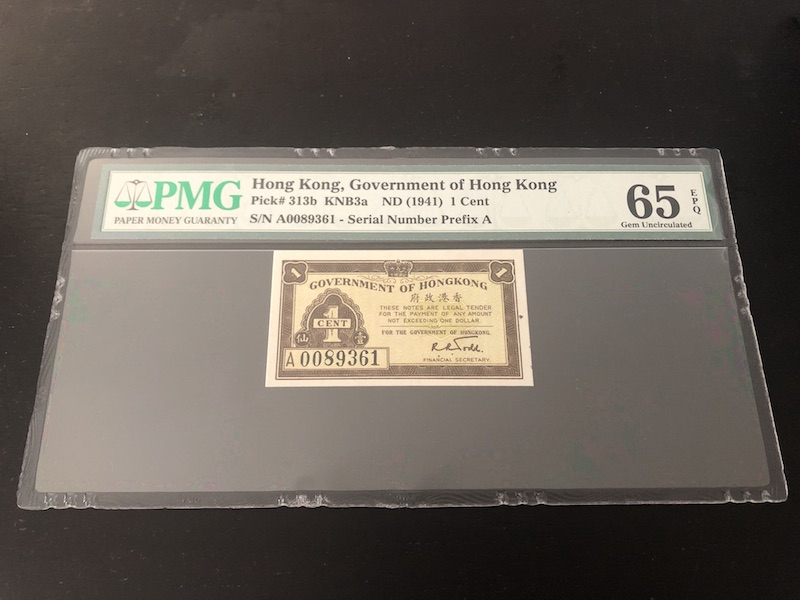 PMG
PAPER MONEY GUARANTY
Hong Kong, Government of Hong Kong
Pick# 313b KNB3a ND (1941) 1 Cent
S/N A0089361 - Serial Number Prefix A
65 EPQ
Gem Uncirculated
1 1
GOVERNMENT OF HONGKONG
府政港香
THESE NOTES ARE LEGAL TENDER
FOR THE PAYMENT OF ANY AMOUNT
NOT EXCEEDING ONE DOLLAR.
FOR THE GOVERNMENT OF HONGKONG.
1
CENT
仙 壹
A 0089361
FINANCIAL SECRETARY.